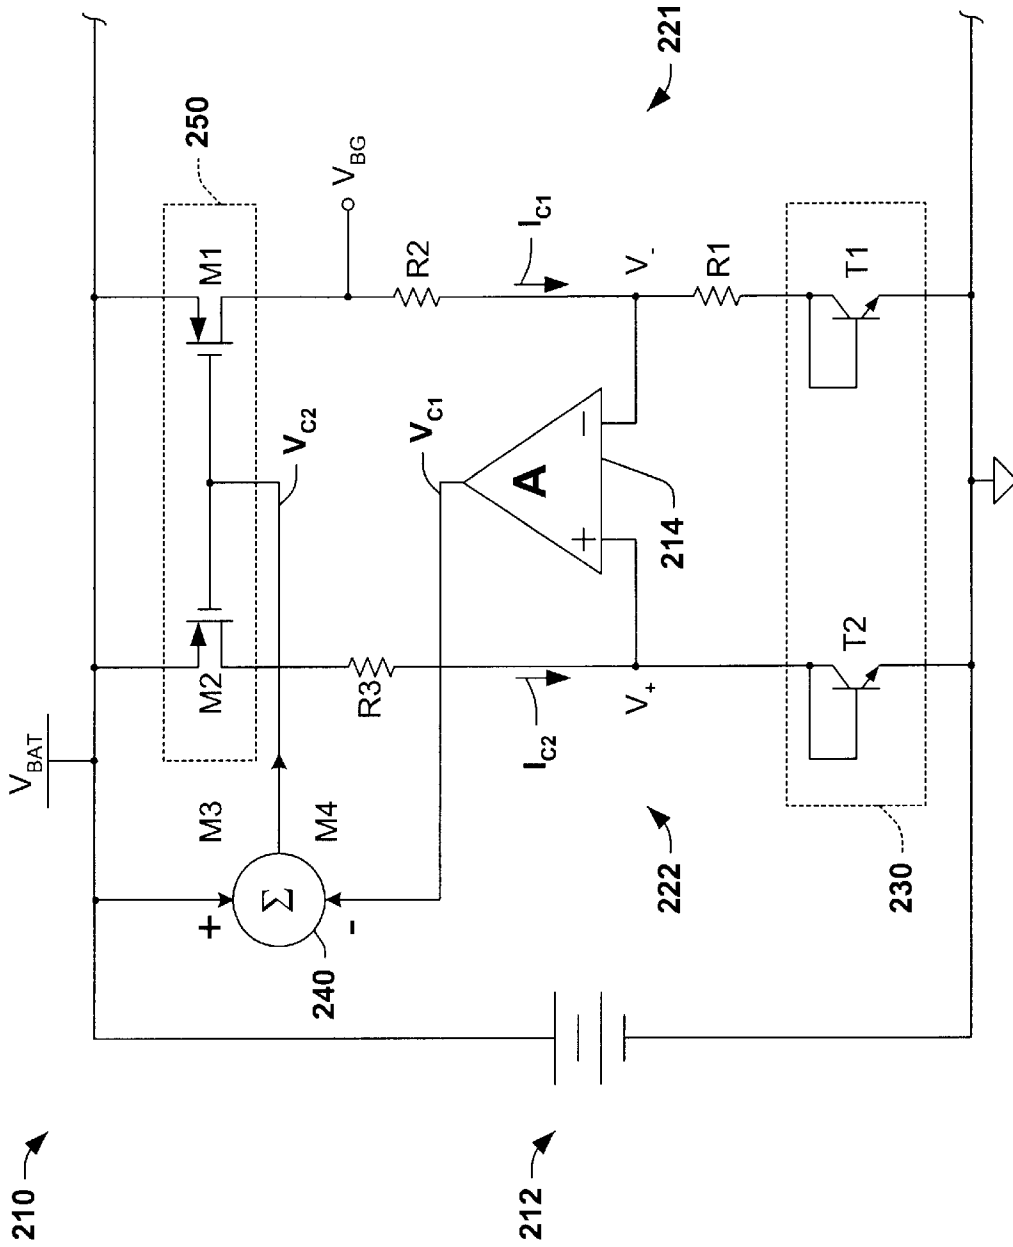 210
212
V_BAT
250
M2
M1
M3
M4
+
Σ
-
240
V_C2
V_BG
R3
R2
V_C1
A
+
−
214
I_C2
I_C1
V_+
V_-
222
221
R1
T2
T1
230